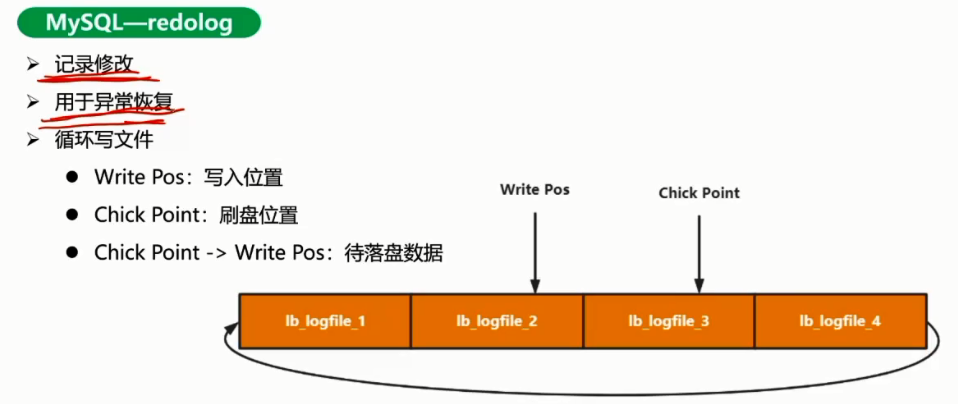 MySQL—redolog
记录修改
用于异常恢复
循环写文件
Write Pos：写入位置
Chick Point：刷盘位置
Chick Point -> Write Pos：待落盘数据
Write Pos
Chick Point
lb_logfile_1
lb_logfile_2
lb_logfile_3
lb_logfile_4